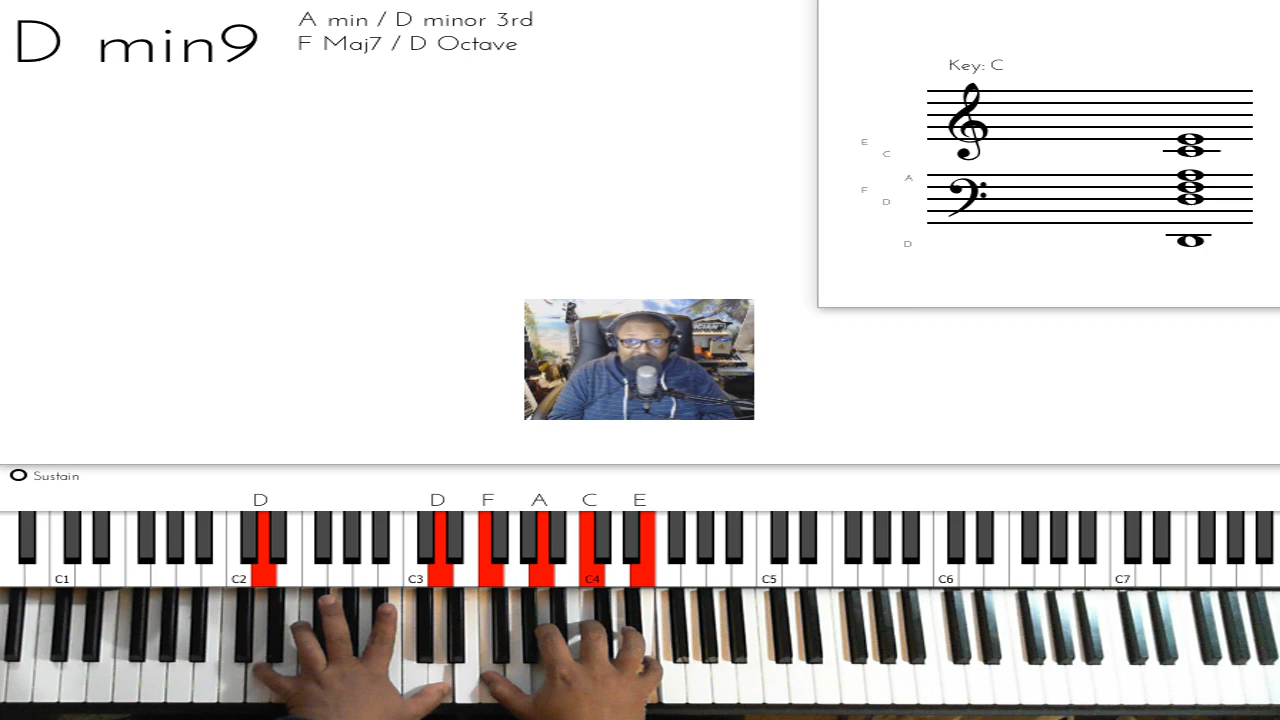 D min9
A min / D minor 3rd
F Maj7 / D Octave
Key: C
E
C
A
F
D
D
Sustain
D D F A C E
C1 C2 C3 C4 C5 C6 C7